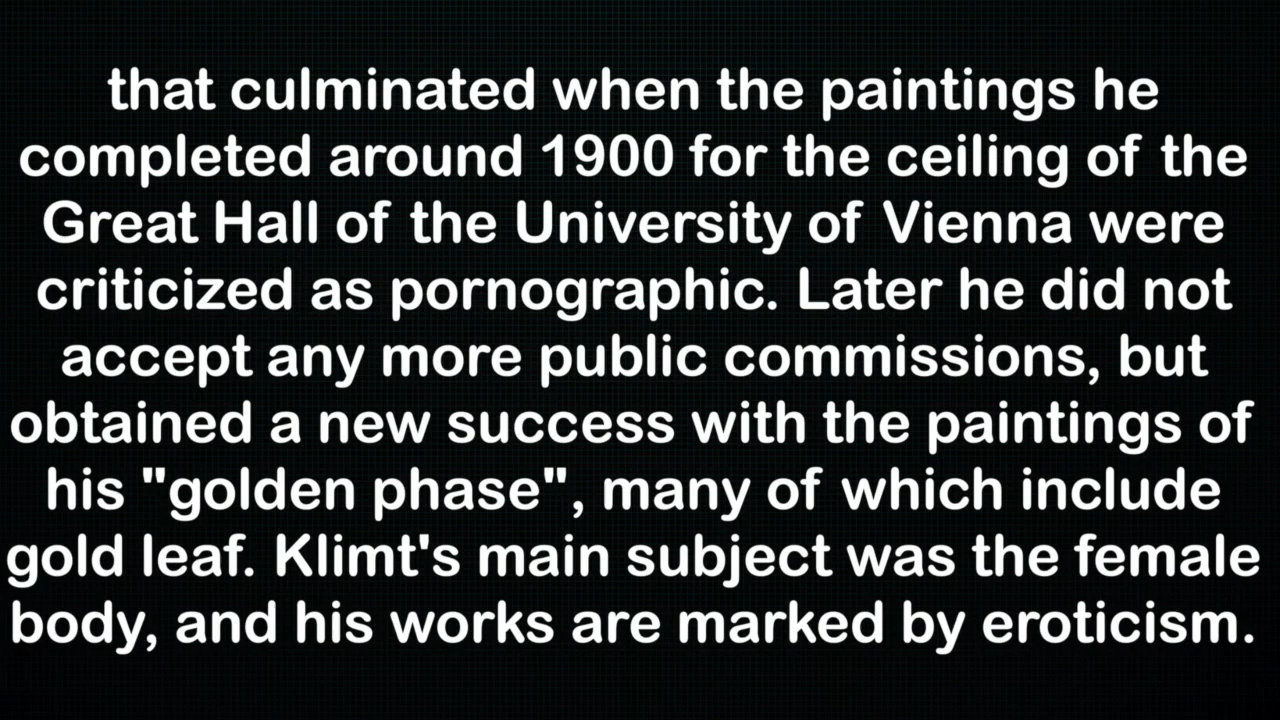 that culminated when the paintings he
completed around 1900 for the ceiling of the
Great Hall of the University of Vienna were
criticized as pornographic. Later he did not
accept any more public commissions, but
obtained a new success with the paintings of
his "golden phase", many of which include
gold leaf. Klimt's main subject was the female
body, and his works are marked by eroticism.